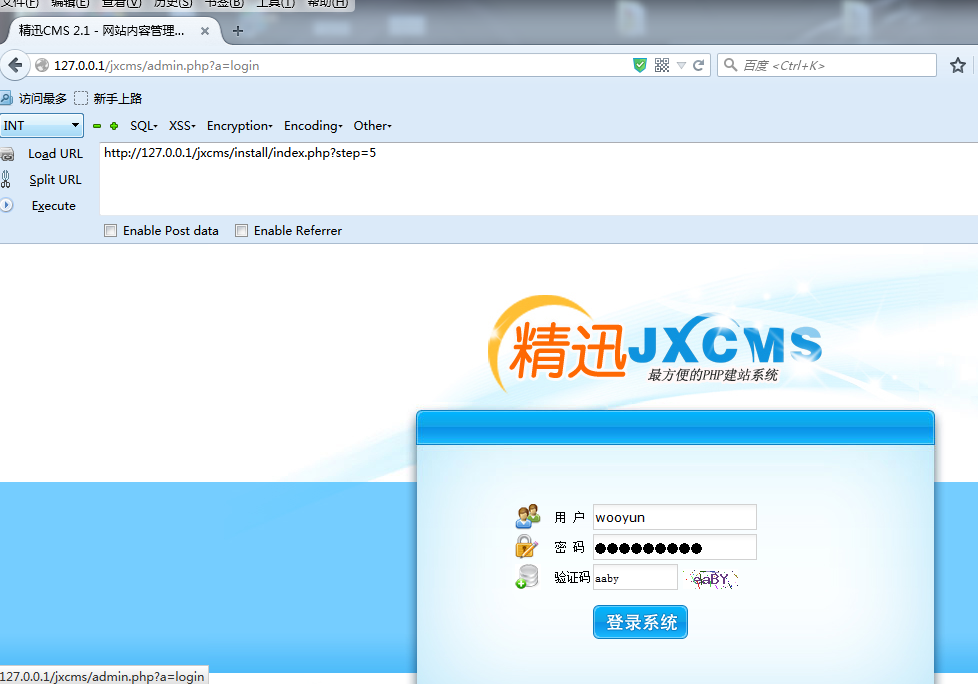 文件(F) 编辑(E) 查看(V) 历史(S) 书签(B) 工具(T) 帮助(H)
精迅CMS 2.1 - 网站内容管理... × +
127.0.0.1/jxcms/admin.php?a=login
百度 <Ctrl+K>
访问最多 新手上路
INT SQL XSS Encryption Encoding Other
Load URL http://127.0.0.1/jxcms/install/index.php?step=5
Split URL
Execute
Enable Post data Enable Referrer
精迅JXCMS
最方便的PHP建站系统
用 户 wooyun
密 码 ●●●●●●●●●
验证码 aaby aaBY
登录系统
127.0.0.1/jxcms/admin.php?a=login